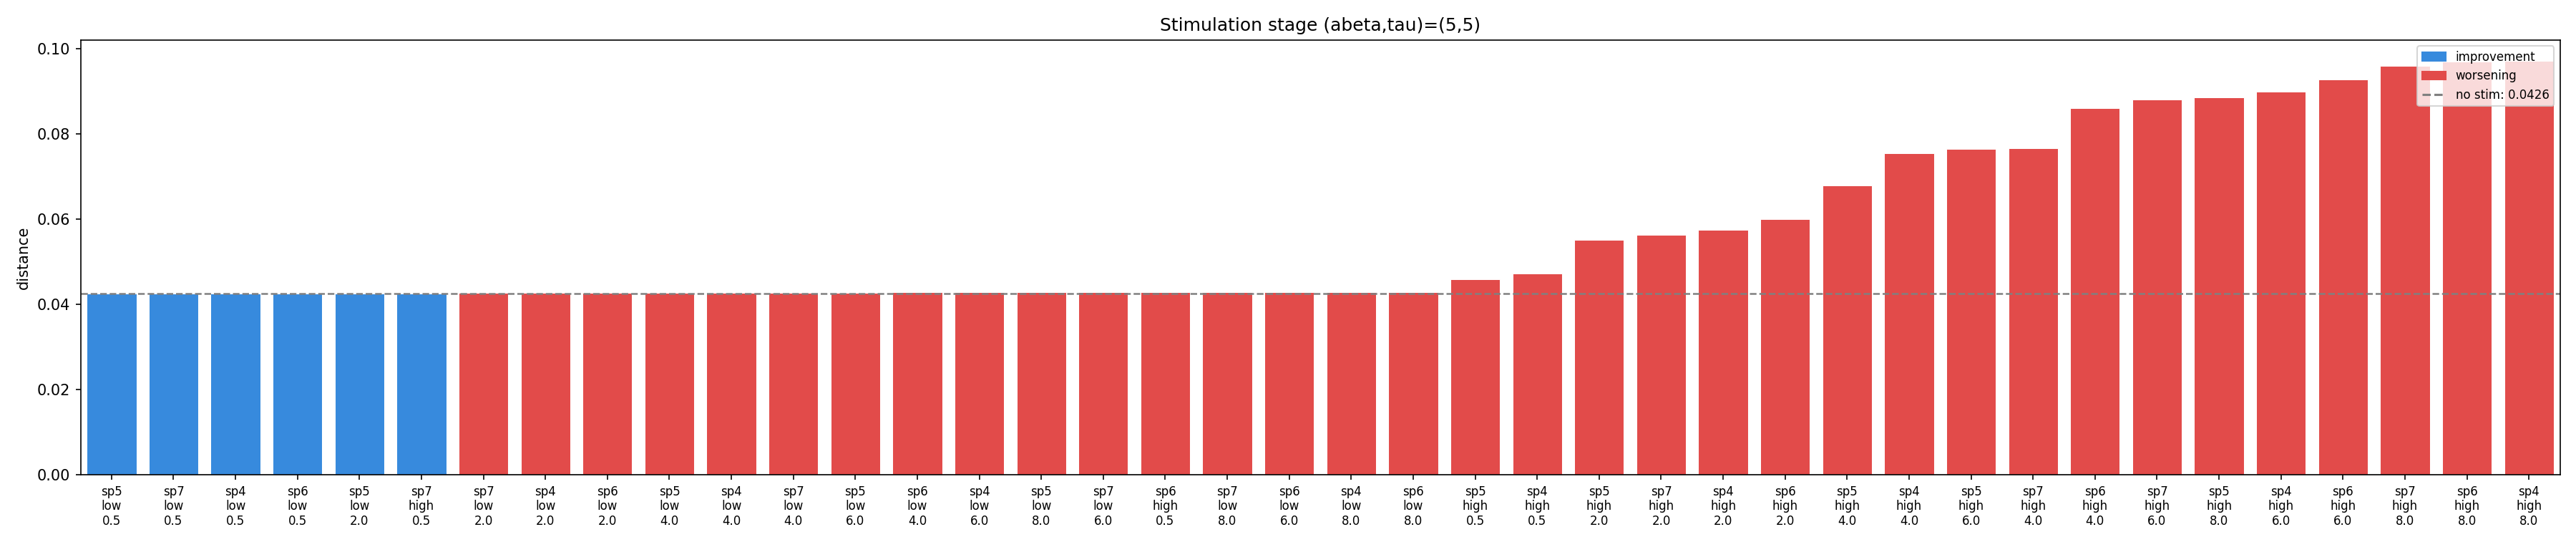 Stimulation stage (abeta,tau)=(5,5)
improvement
worsening
no stim: 0.0426
distance
0.10
0.08
0.06
0.04
0.02
0.00
sp5 sp7 sp4 sp6 sp5 sp7 sp7 sp4 sp6 sp5 sp4 sp7 sp5 sp6 sp4 sp5 sp7 sp6 sp7 sp6 sp4 sp6 sp5 sp4 sp5 sp7 sp4 sp6 sp5 sp4 sp5 sp7 sp6 sp7 sp5 sp4 sp6 sp7 sp6 sp4
low low low low low high low low low low low low low low low low low high low low low low high high high high high high high high high high high high high high high high high high
0.5 0.5 0.5 0.5 2.0 0.5 2.0 2.0 2.0 4.0 4.0 4.0 6.0 4.0 6.0 8.0 6.0 0.5 8.0 6.0 8.0 8.0 0.5 0.5 2.0 2.0 2.0 2.0 4.0 4.0 6.0 4.0 4.0 6.0 8.0 6.0 6.0 8.0 8.0 8.0